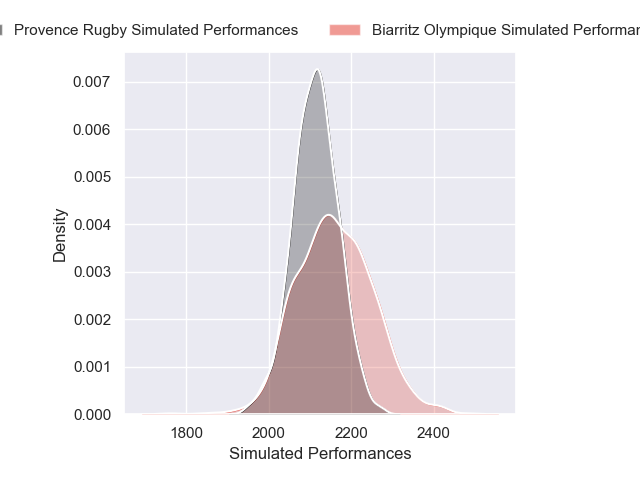 Provence Rugby Simulated Performances
Biarritz Olympique Simulated
0.007
0.006
0.005
0.004
0.003
0.002
0.001
0.000
Density
1800 2000 2200 2400
Simulated Performances